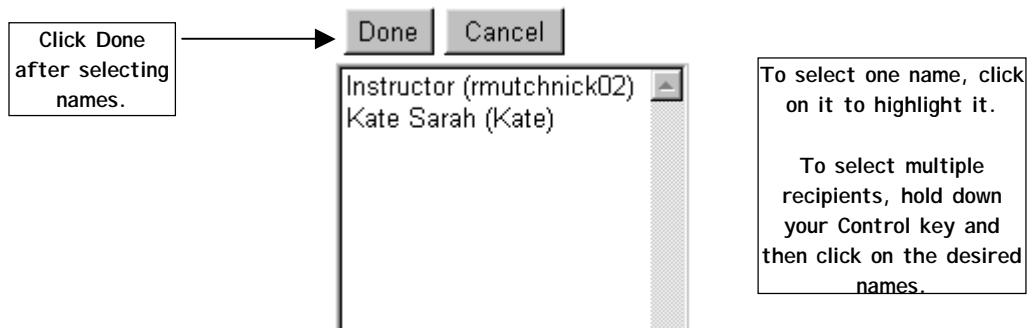 Click Done
after selecting
names.
Done Cancel
Instructor (rmutchnick02)
Kate Sarah (Kate)
To select one name, click
on it to highlight it.
To select multiple
recipients, hold down
your Control key and
then click on the desired
names.